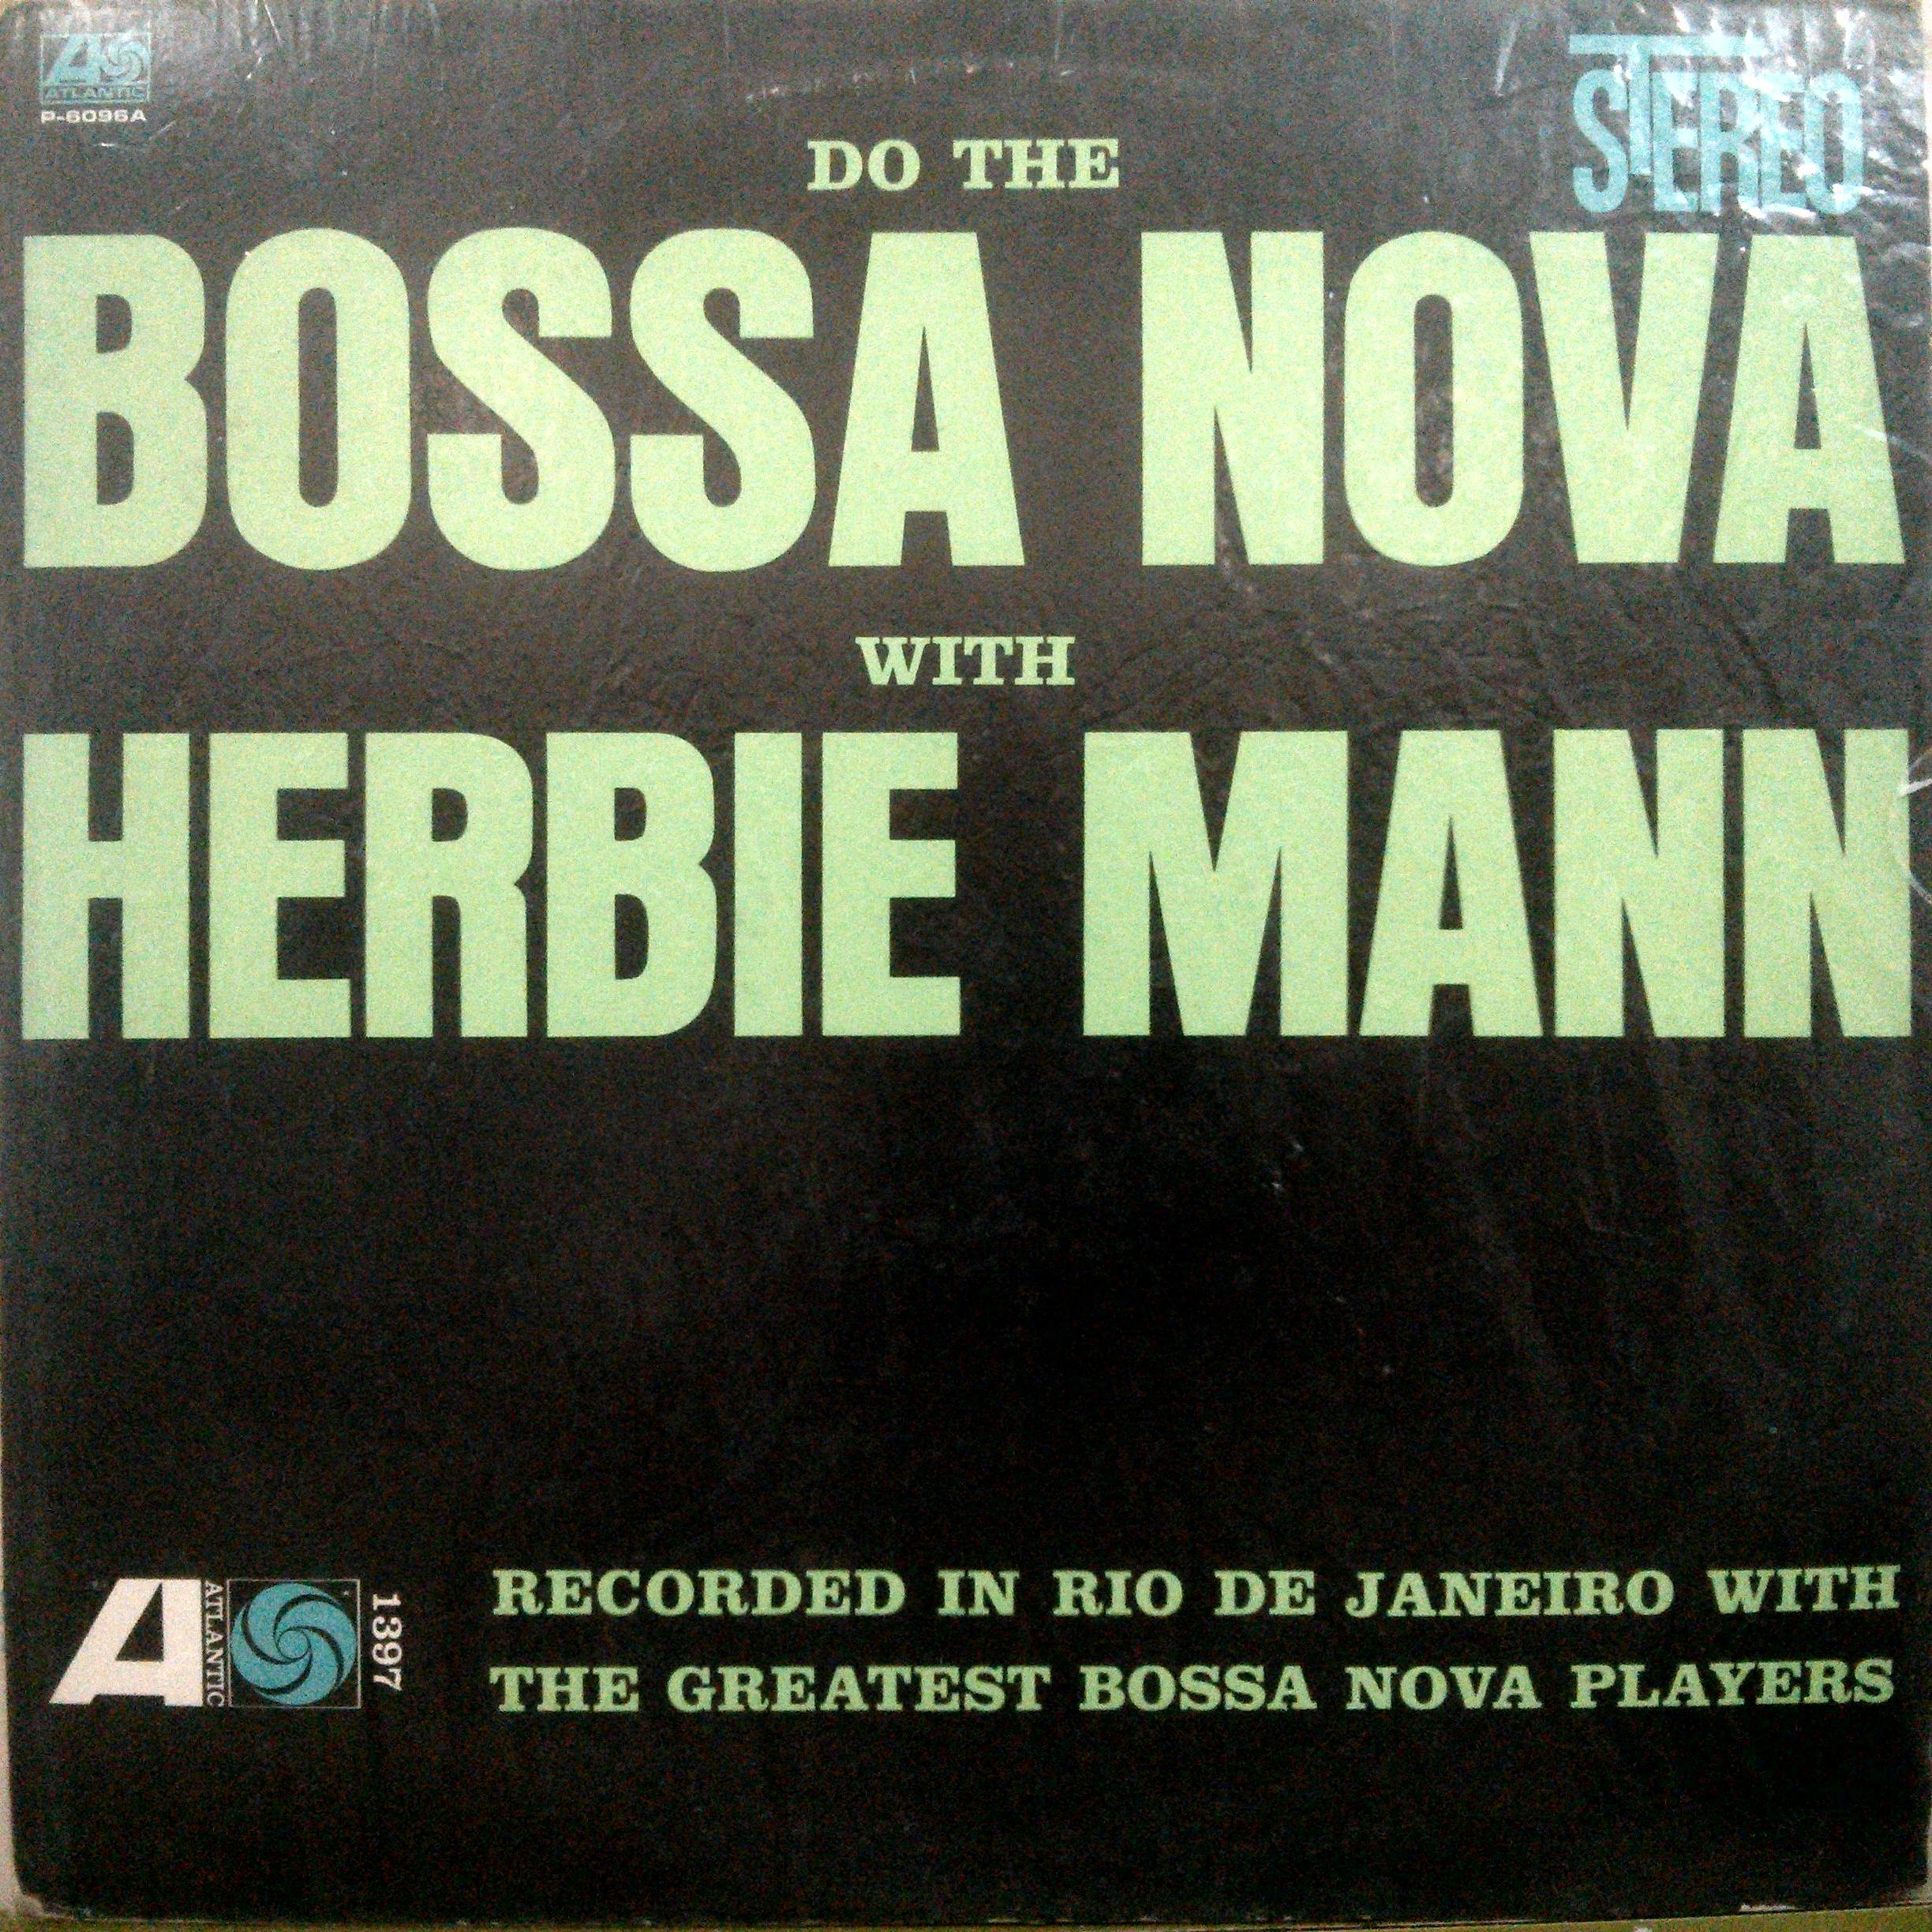 ATLANTIC
P-6096A
STEREO
DO THE
BOSSA NOVA
WITH
HERBIE MANN
A
ATLANTIC
1397
RECORDED IN RIO DE JANEIRO WITH
THE GREATEST BOSSA NOVA PLAYERS